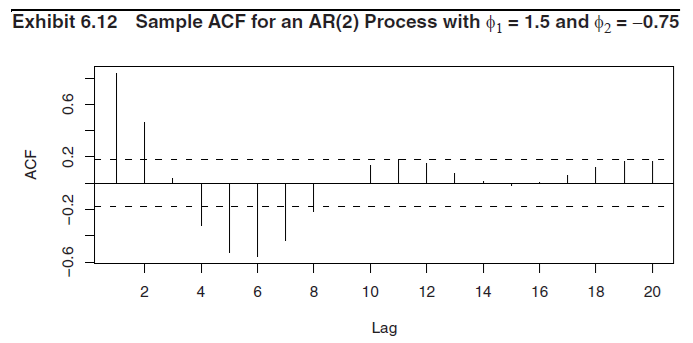 Exhibit 6.12 Sample ACF for an AR(2) Process with ϕ₁ = 1.5 and ϕ₂ = −0.75
ACF
0.6
0.2
−0.2
−0.6
2 4 6 8 10 12 14 16 18 20
Lag